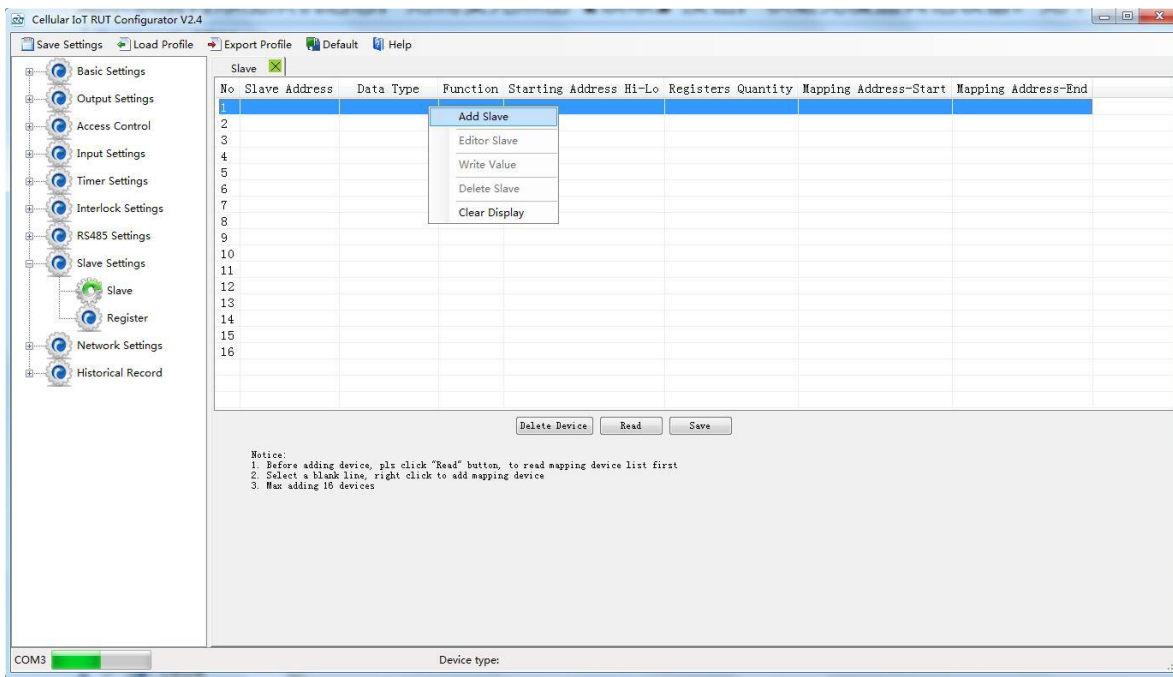 Cellular IoT RUT Configurator V2.4
Save Settings Load Profile Export Profile Default Help
Basic Settings
Output Settings
Access Control
Input Settings
Timer Settings
Interlock Settings
RS485 Settings
Slave Settings
Slave
Register
Network Settings
Historical Record
Slave
No Slave Address Data Type Function Starting Address Hi-Lo Registers Quantity Mapping Address-Start Mapping Address-End
1
2
3
4
5
6
7
8
9
10
11
12
13
14
15
16
Add Slave
Editor Slave
Write Value
Delete Slave
Clear Display
Delete Device Read Save
Notice:
1. Before adding device, pls click "Read" button, to read mapping device list first
2. Select a blank line, right click to add mapping device
3. Max adding 16 devices
COM3 Device type: